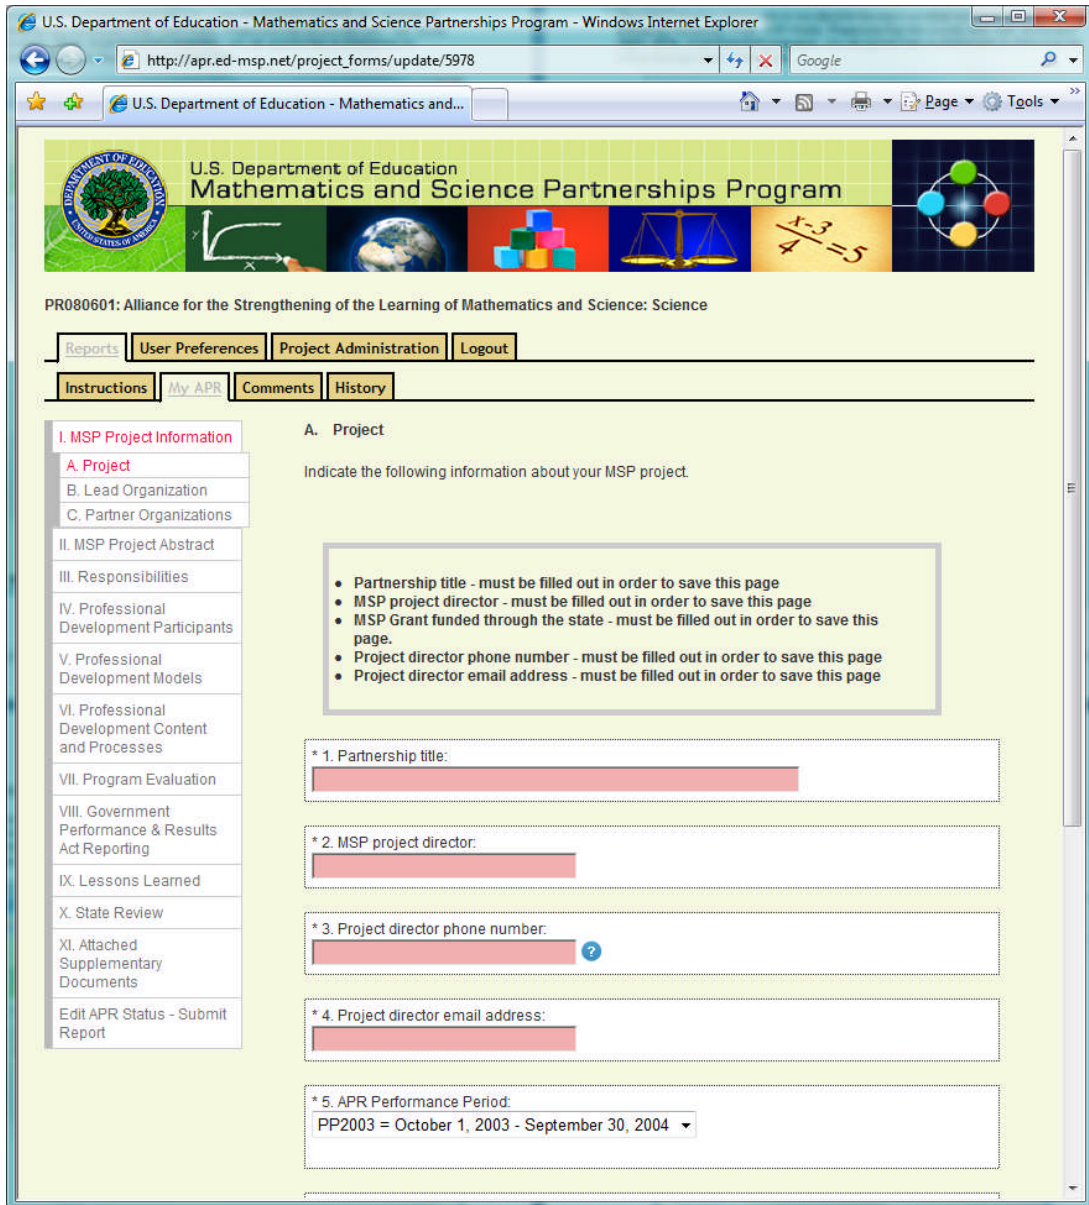 U.S. Department of Education - Mathematics and Science Partnerships Program - Windows Internet Explorer
http://apr.ed-msp.net/project_forms/update/5978
Google
U.S. Department of Education - Mathematics and...
Page
Tools
DEPARTMENT OF EDUCATION
UNITED STATES OF AMERICA
U.S. Department of Education
Mathematics and Science Partnerships Program
y
x
x-3
4
=5
PR080601: Alliance for the Strengthening of the Learning of Mathematics and Science: Science
Reports User Preferences Project Administration Logout
Instructions My APR Comments History
I. MSP Project Information
A. Project
B. Lead Organization
C. Partner Organizations
II. MSP Project Abstract
III. Responsibilities
IV. Professional
Development Participants
V. Professional
Development Models
VI. Professional
Development Content
and Processes
VII. Program Evaluation
VIII. Government
Performance & Results
Act Reporting
IX. Lessons Learned
X. State Review
XI. Attached
Supplementary
Documents
Edit APR Status - Submit
Report
A. Project
Indicate the following information about your MSP project.
• Partnership title - must be filled out in order to save this page
• MSP project director - must be filled out in order to save this page
• MSP Grant funded through the state - must be filled out in order to save this
page.
• Project director phone number - must be filled out in order to save this page
• Project director email address - must be filled out in order to save this page
* 1. Partnership title:
* 2. MSP project director:
* 3. Project director phone number:
?
* 4. Project director email address:
* 5. APR Performance Period:
PP2003 = October 1, 2003 - September 30, 2004